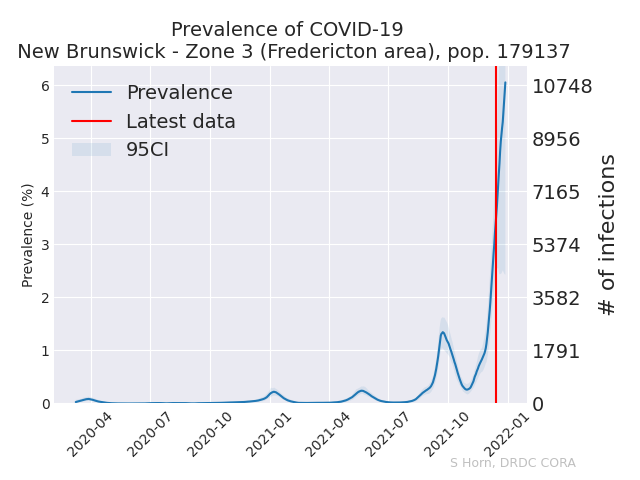 Prevalence of COVID-19
New Brunswick - Zone 3 (Fredericton area), pop. 179137
Prevalence
Latest data
95CI
Prevalence (%)
6
5
4
3
2
1
0
10748
8956
7165
5374
3582
1791
0
# of infections
2020-04
2020-07
2020-10
2021-01
2021-04
2021-07
2021-10
2022-01
S Horn, DRDC CORA